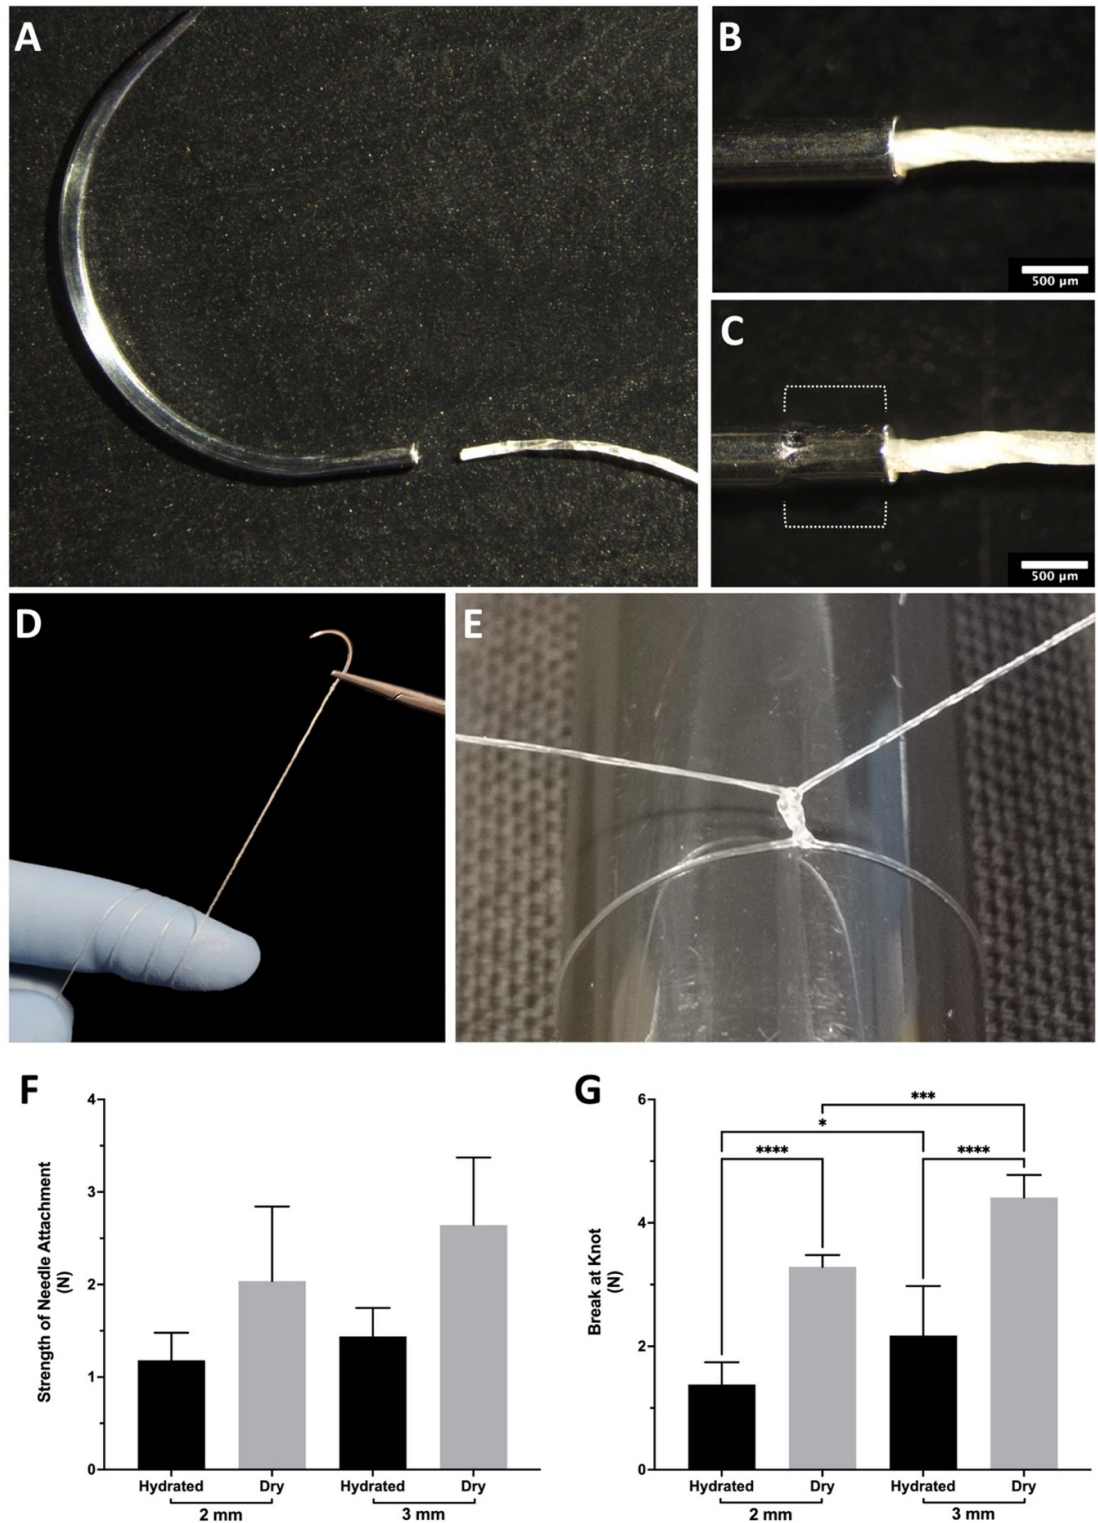 A
B
500 µm
C
500 µm
D
E
F
Strength of Needle Attachment
(N)
4
3
2
1
0
Hydrated
Dry
Hydrated
Dry
2 mm
3 mm
G
Break at Knot
(N)
6
4
2
0
***
*
****
****
Hydrated
Dry
Hydrated
Dry
2 mm
3 mm